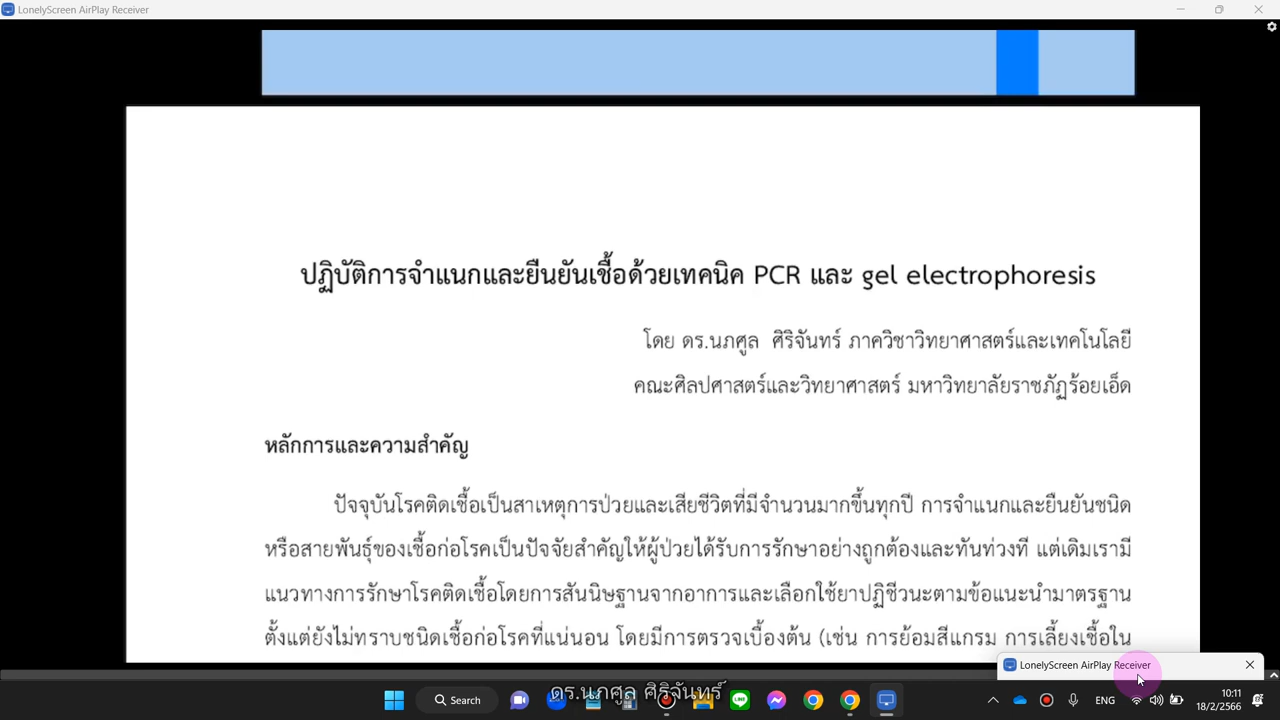 LonelyScreen AirPlay Receiver
ปฏิบัติการจำแนกและยืนยันเชื้อด้วยเทคนิค PCR และ gel electrophoresis
โดย ดร.นภศูล ศิริจันทร์ ภาควิชาวิทยาศาสตร์และเทคโนโลยี
คณะศิลปศาสตร์และวิทยาศาสตร์ มหาวิทยาลัยราชภัฏร้อยเอ็ด
หลักการและความสำคัญ
ปัจจุบันโรคติดเชื้อเป็นสาเหตุการป่วยและเสียชีวิตที่มีจำนวนมากขึ้นทุกปี การจำแนกและยืนยันชนิด
หรือสายพันธุ์ของเชื้อก่อโรคเป็นปัจจัยสำคัญให้ผู้ป่วยได้รับการรักษาอย่างถูกต้องและทันท่วงที แต่เดิมเรามี
แนวทางการรักษาโรคติดเชื้อโดยการสันนิษฐานจากอาการและเลือกใช้ยาปฏิชีวนะตามข้อแนะนำมาตรฐาน
ตั้งแต่ยังไม่ทราบชนิดเชื้อก่อโรคที่แน่นอน โดยมีการตรวจเบื้องต้น (เช่น การย้อมสีแกรม การเลี้ยงเชื้อใน
LonelyScreen AirPlay Receiver
Search
ดร.นภศูล ศิริจันทร์
ENG
10:11
18/2/2566